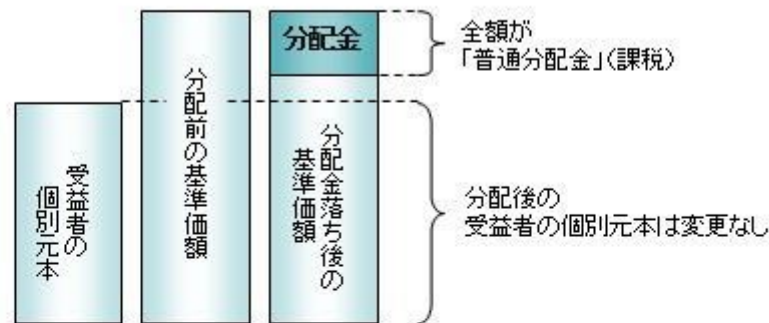 受益者の
個別元本
分配前の基準価額
分配金
分配金落ち後の
基準価額
全額が
「普通分配金」(課税)
分配後の
受益者の個別元本は変更なし